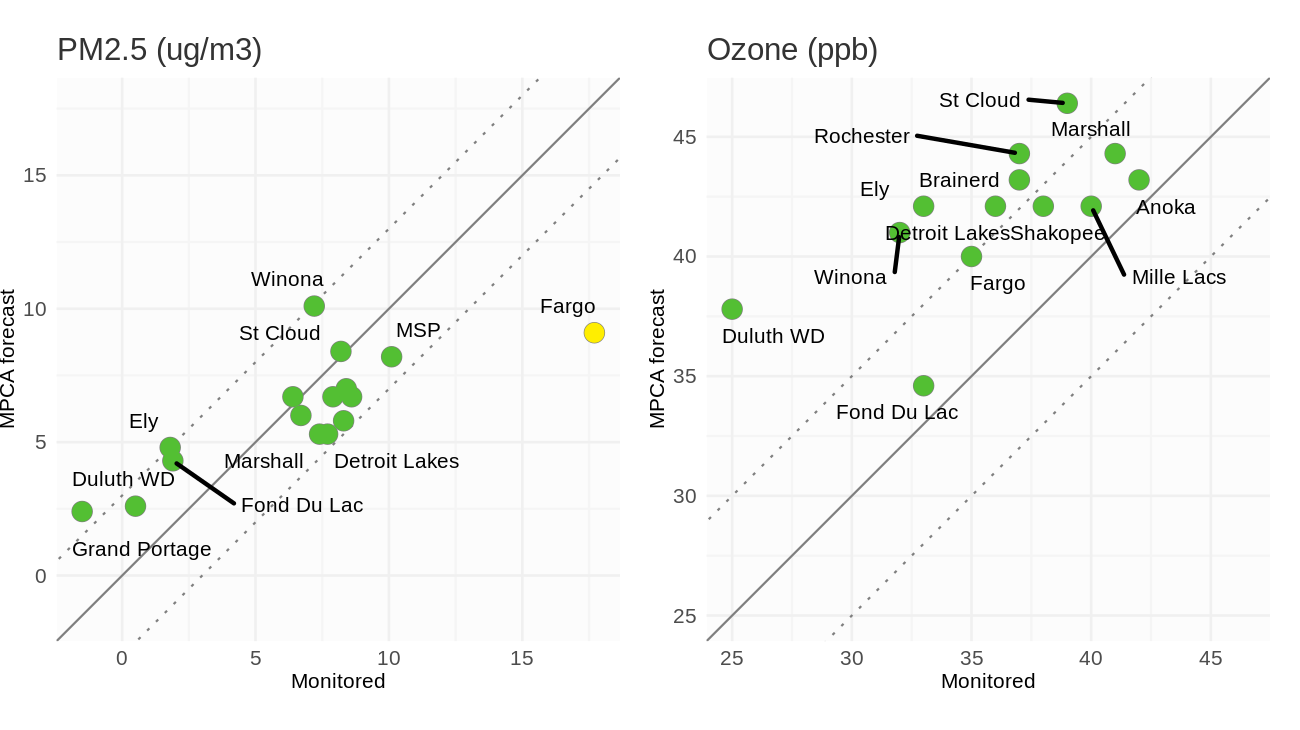 PM2.5 (ug/m3)
MPCA forecast
15
10
5
0
Winona
Fargo
St Cloud
MSP
Ely
Marshall
Detroit Lakes
Duluth WD
Fond Du Lac
Grand Portage
0
5
10
15
Monitored
Ozone (ppb)
MPCA forecast
45
40
35
30
25
St Cloud
Marshall
Rochester
Brainerd
Ely
Anoka
Detroit Lakes
Shakopee
Winona
Fargo
Mille Lacs
Duluth WD
Fond Du Lac
25
30
35
40
45
Monitored